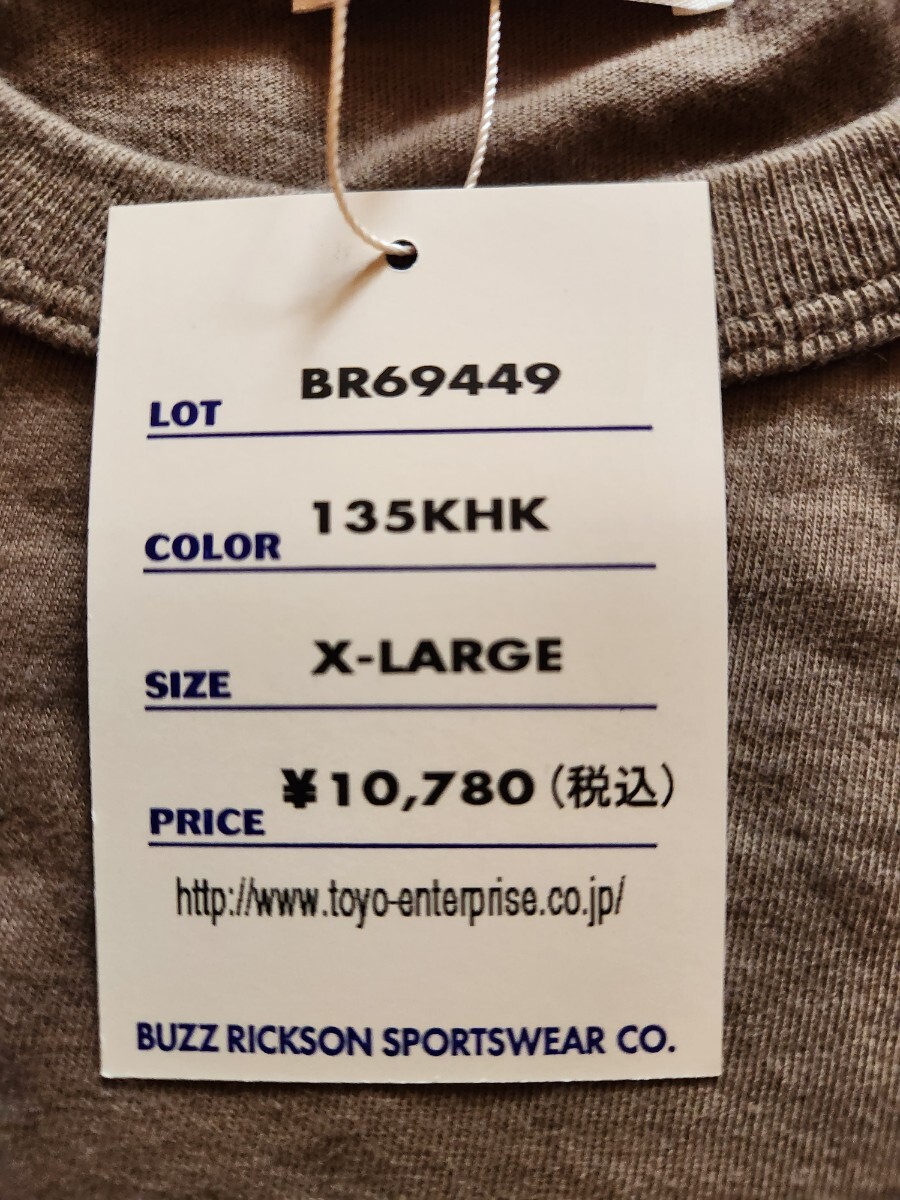 LOT BR69449
COLOR 135KHK
SIZE X-LARGE
PRICE ¥10,780(税込)
http://www.toyo-enterprise.co.jp/
BUZZ RICKSON SPORTSWEAR CO.